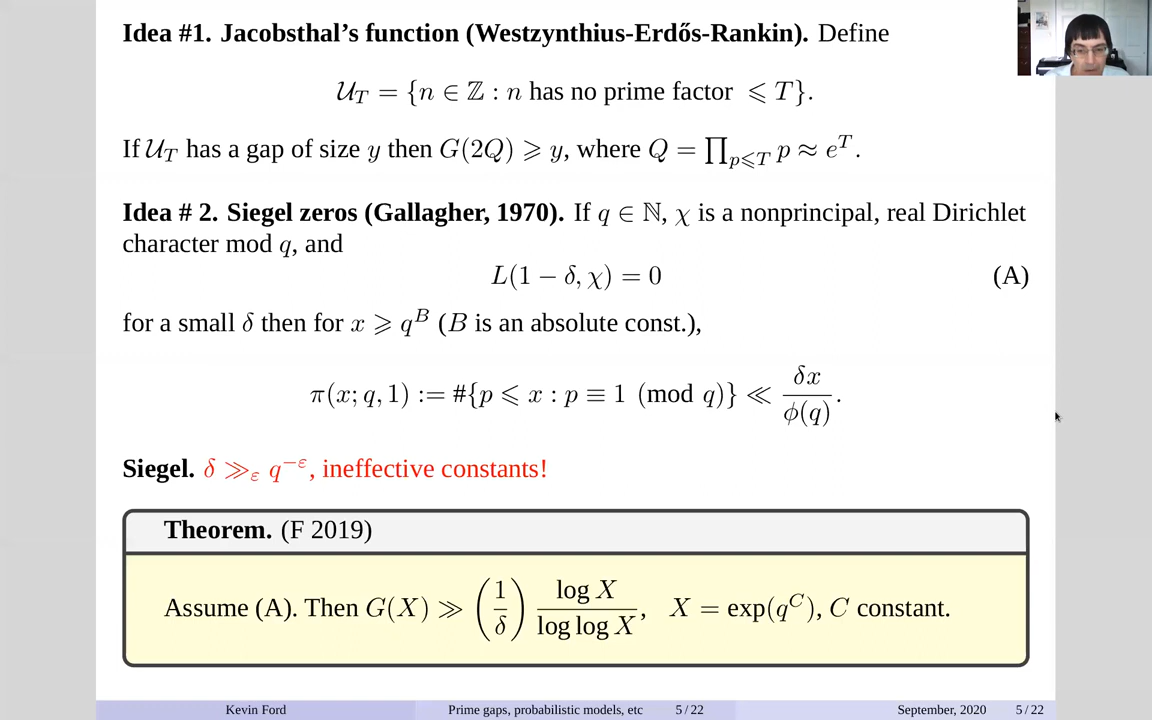 Idea #1. Jacobsthal's function (Westzynthius-Erdős-Rankin). Define
𝒰_T = {n ∈ ℤ : n has no prime factor ⩽ T}.
If 𝒰_T has a gap of size y then G(2Q) ⩾ y, where Q = ∏_{p⩽T} p ≈ e^T.
Idea # 2. Siegel zeros (Gallagher, 1970). If q ∈ ℕ, χ is a nonprincipal, real Dirichlet
character mod q, and
L(1 − δ, χ) = 0 (A)
for a small δ then for x ⩾ q^B (B is an absolute const.),
π(x; q, 1) := #{p ⩽ x : p ≡ 1 (mod q)} ≪ δx/ϕ(q).
Siegel. δ ≫_ε q^{−ε}, ineffective constants!
Theorem. (F 2019)
Assume (A). Then G(X) ≫ (1/δ) log X/log log X, X = exp(q^C), C constant.
Kevin Ford Prime gaps, probabilistic models, etc 5 / 22 September, 2020 5 / 22